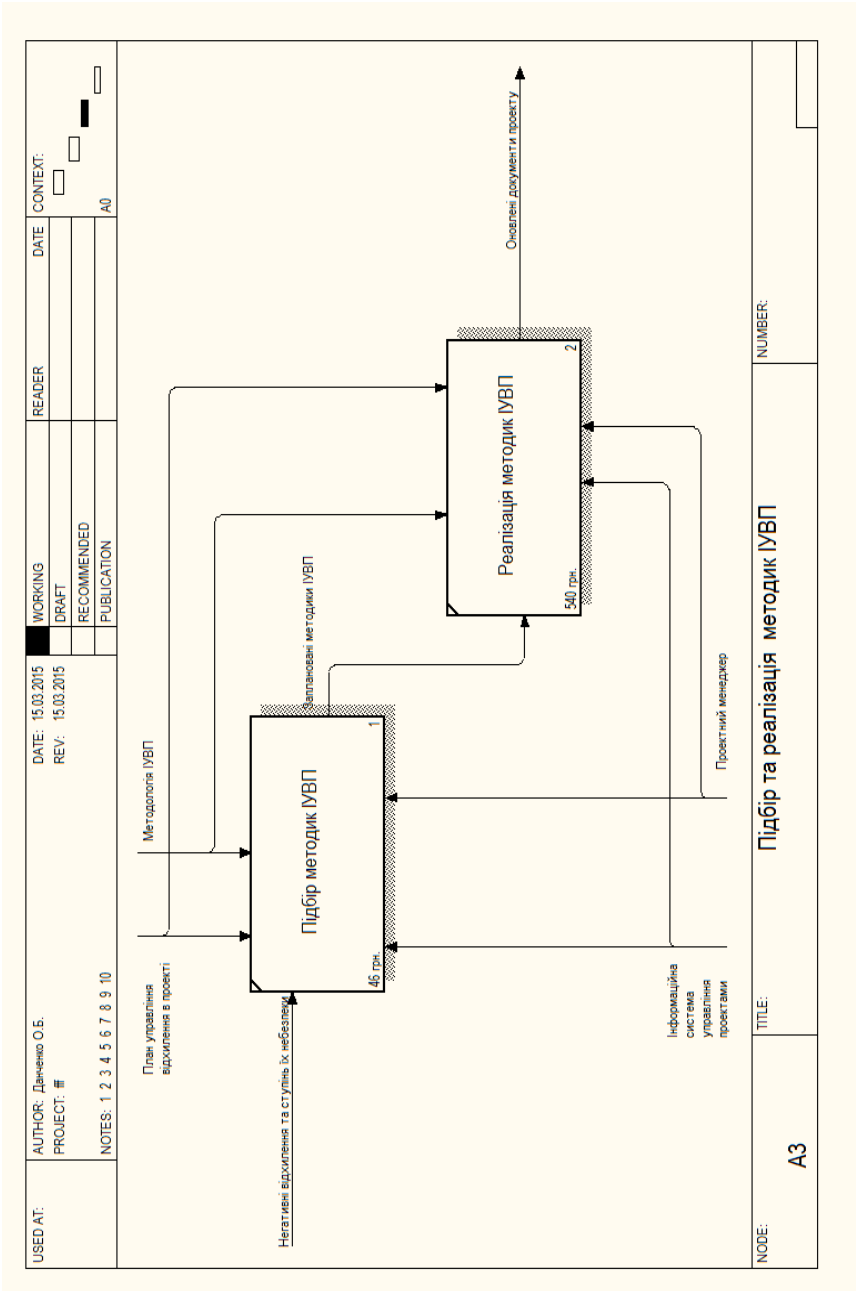 USED AT:
AUTHOR: Данченко О.Б.
DATE: 15.03.2015
WORKING
READER
DATE
CONTEXT:
PROJECT: fff
REV: 15.03.2015
DRAFT
RECOMMENDED
NOTES: 1 2 3 4 5 6 7 8 9 10
PUBLICATION
A0
План управління
відхилення в проекті
Методологія ІУВП
Негативні відхилення та ступінь їх небезпеки
Підбір методик ІУВП
46 грн.
1
Заплановані методики ІУВП
Реалізація методик ІУВП
540 грн.
2
Оновлені документи проекту
Інформаційна
система
управління
проектами
Проектний менеджер
NODE:
A3
TITLE:
Підбір та реалізація методик ІУВП
NUMBER: